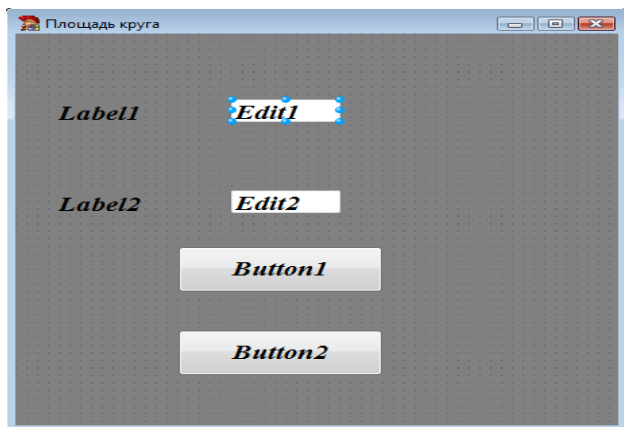 Площадь круга
Label1 Edit1
Label2 Edit2
Button1
Button2